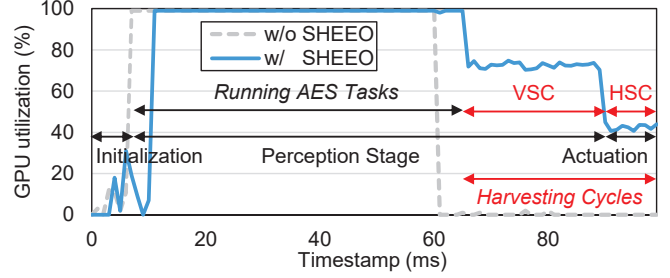 100
80
60
40
20
0
GPU utilization (%)
w/o SHEEO
w/ SHEEO
Running AES Tasks
VSC
HSC
Initialization
Perception Stage
Actuation
Harvesting Cycles
0
20
40
60
80
Timestamp (ms)